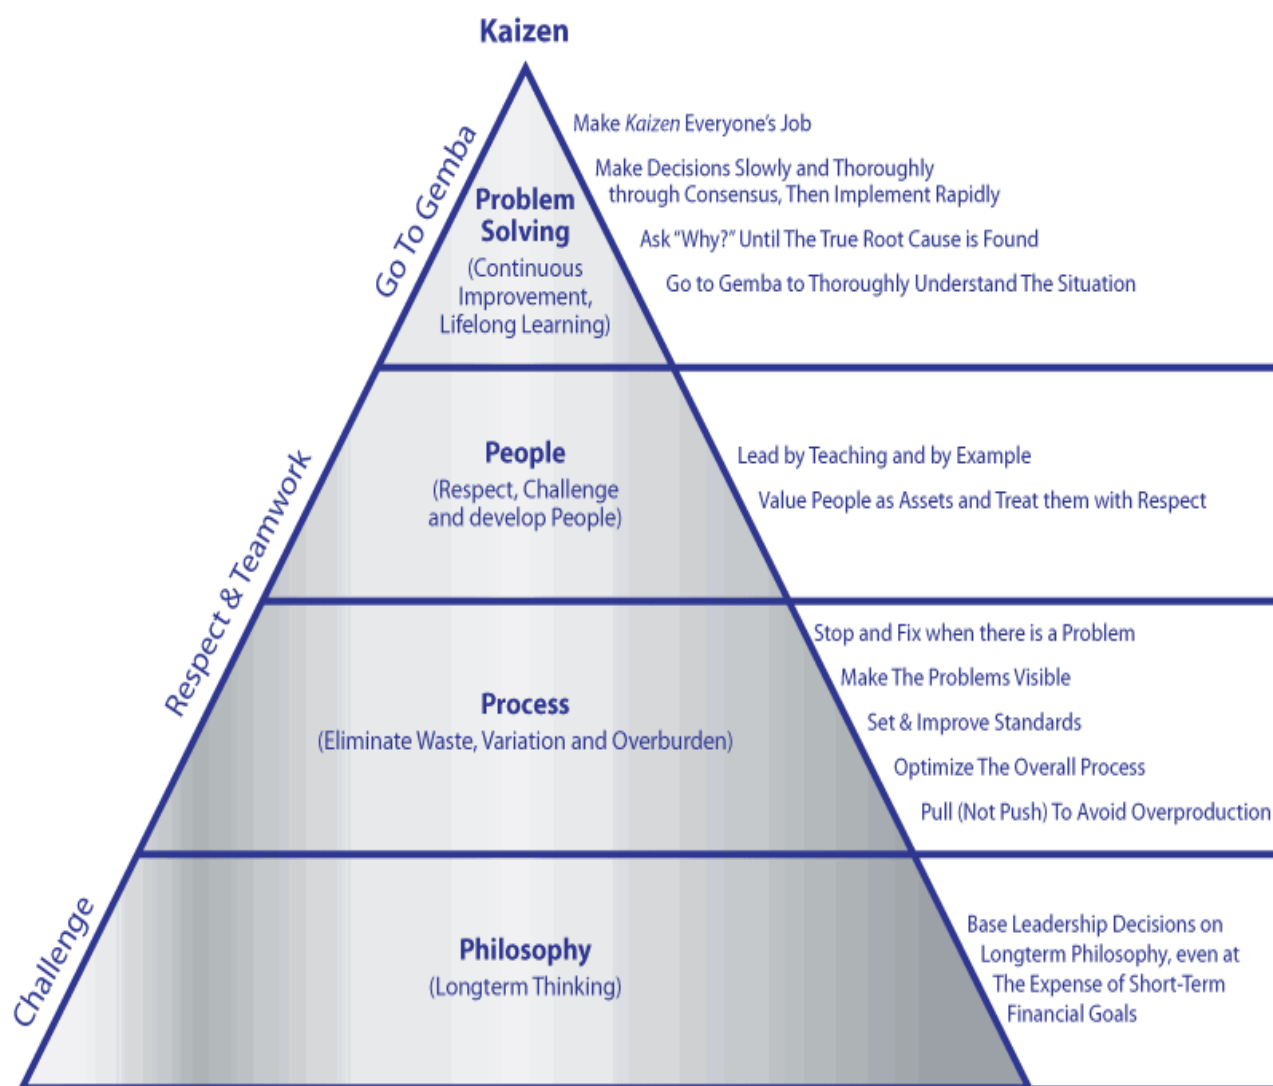 Kaizen
Go To Gemba
Problem
Solving
(Continuous
Improvement,
Lifelong Learning)
Make Kaizen Everyone's Job
Make Decisions Slowly and Thoroughly
through Consensus, Then Implement Rapidly
Ask “Why?” Until The True Root Cause is Found
Go to Gemba to Thoroughly Understand The Situation
Respect & Teamwork
People
(Respect, Challenge
and develop People)
Lead by Teaching and by Example
Value People as Assets and Treat them with Respect
Process
(Eliminate Waste, Variation and Overburden)
Stop and Fix when there is a Problem
Make The Problems Visible
Set & Improve Standards
Optimize The Overall Process
Pull (Not Push) To Avoid Overproduction
Challenge
Philosophy
(Longterm Thinking)
Base Leadership Decisions on
Longterm Philosophy, even at
The Expense of Short-Term
Financial Goals